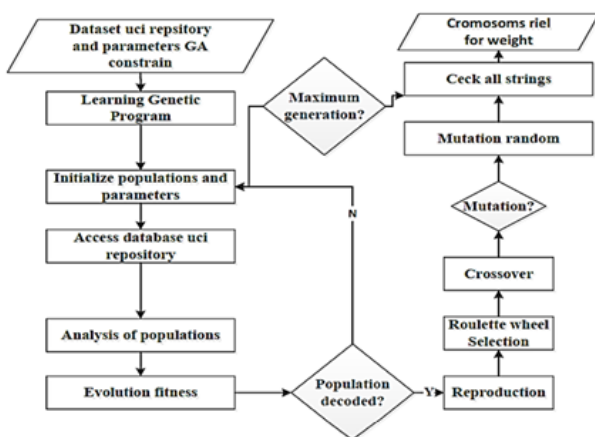 Dataset uci repsitory
and parameters GA
constrain
Learning Genetic
Program
Initialize populations and
parameters
Access database uci
repository
Analysis of populations
Evolution fitness
Population
decoded?
N
Y
Maximum
generation?
Reproduction
Roulette wheel
Selection
Crossover
Mutation?
Mutation random
Ceck all strings
Cromosoms riel
for weight